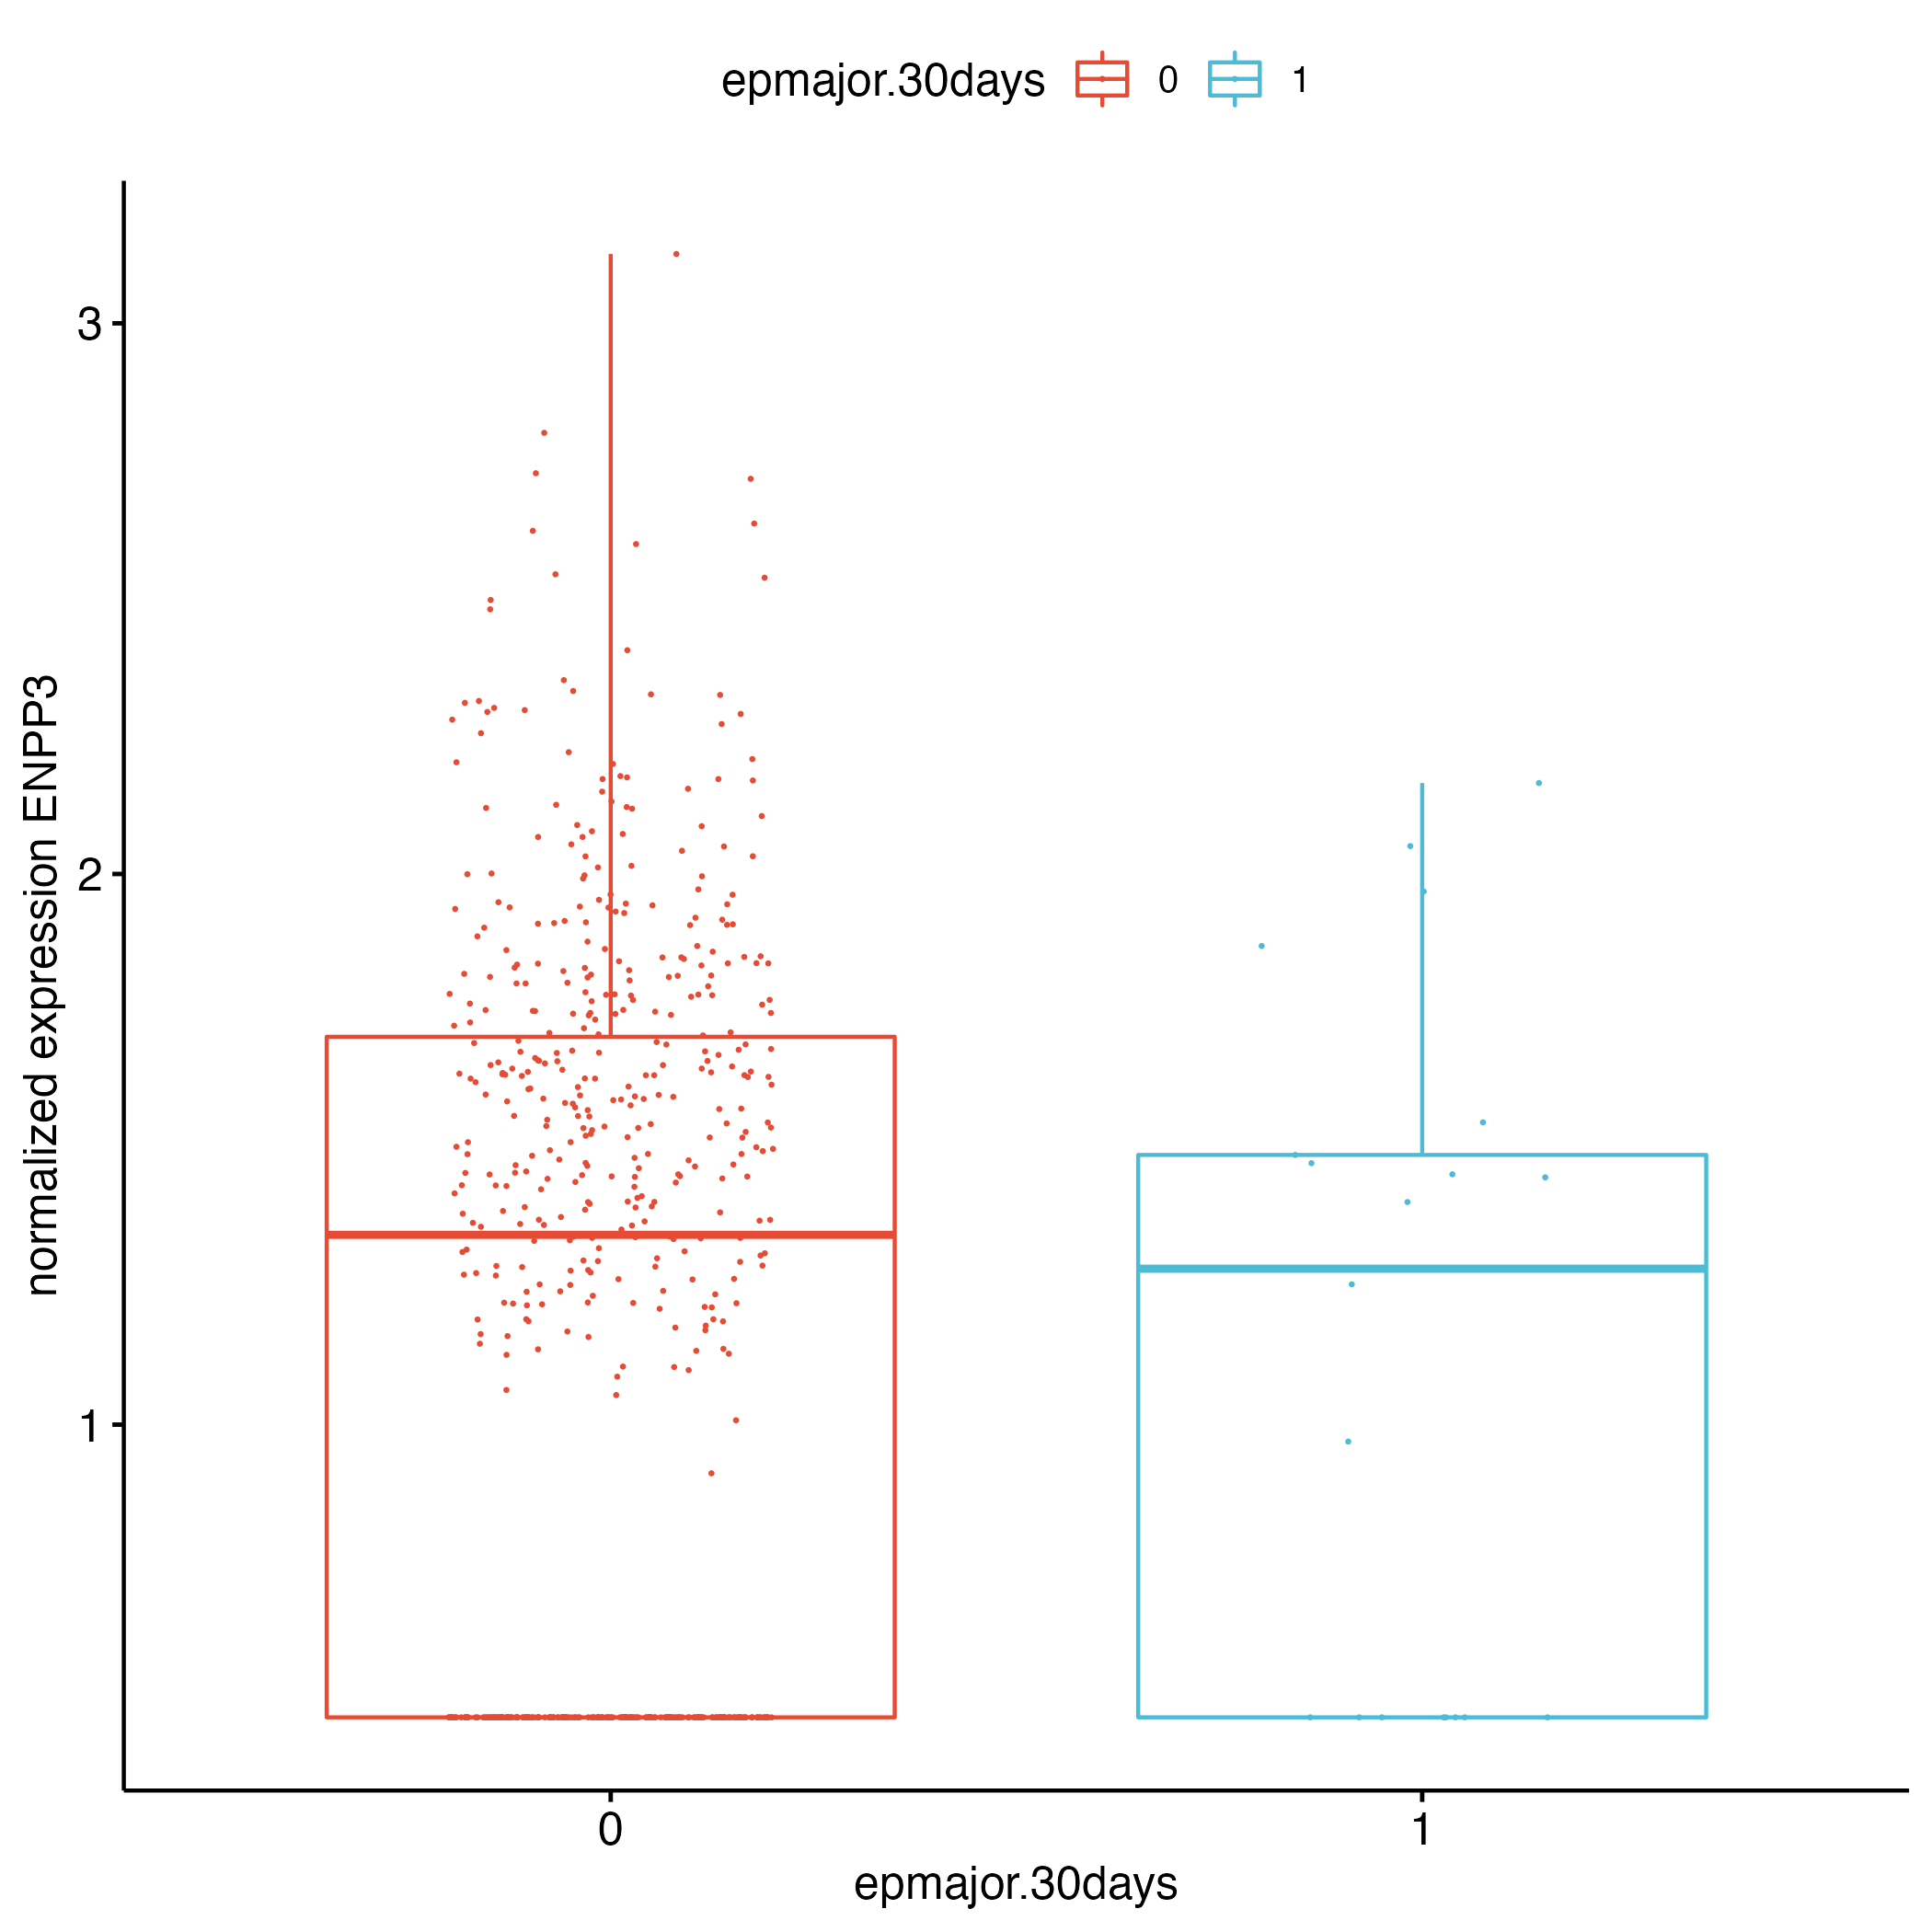 epmajor.30days 0 1
normalized expression ENPP3
3
2
1
0 1
epmajor.30days